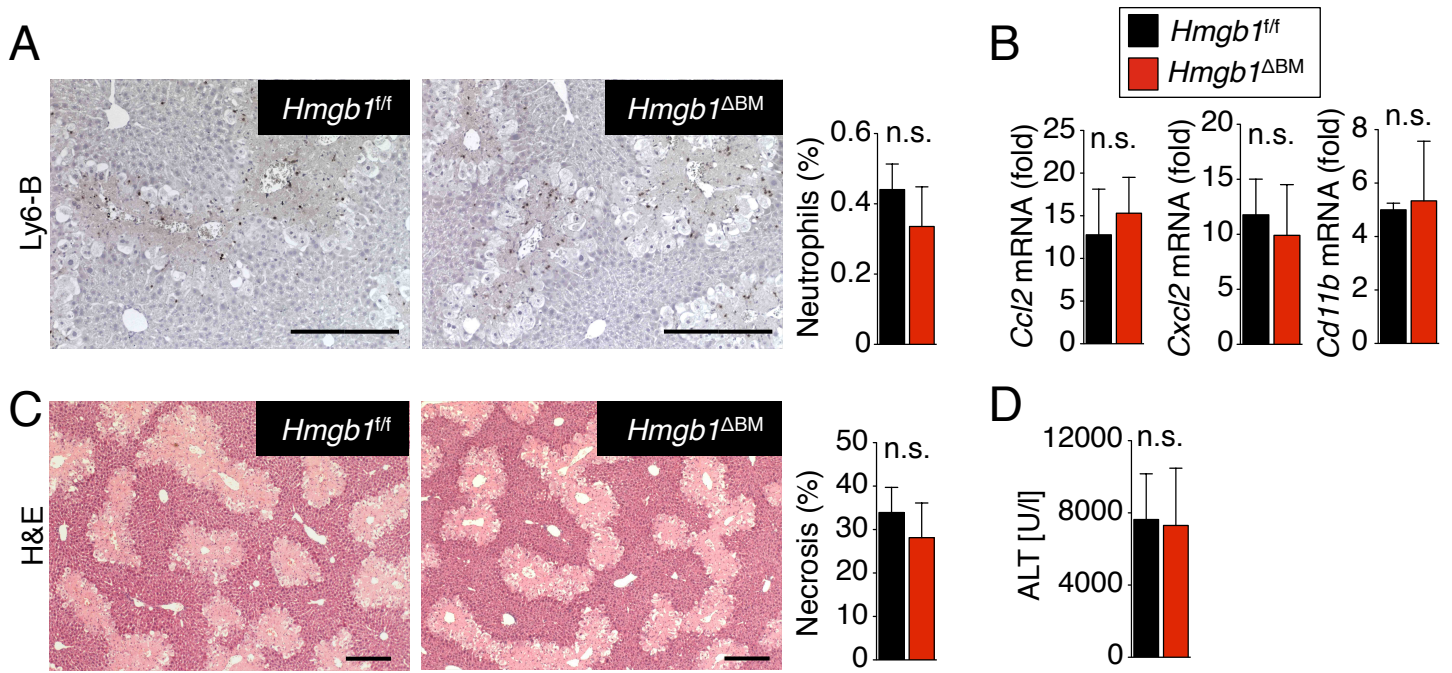 A
Ly6-B
Hmgb1f/f
Hmgb1ΔBM
Neutrophils (%)
0.6
0.4
0.2
0
n.s.
B
Hmgb1f/f
Hmgb1ΔBM
Ccl2 mRNA (fold)
25
20
15
10
5
0
n.s.
Cxcl2 mRNA (fold)
20
15
10
5
0
n.s.
Cd11b mRNA (fold)
8
6
4
2
0
n.s.
C
H&E
Hmgb1f/f
Hmgb1ΔBM
Necrosis (%)
50
40
30
20
10
0
n.s.
D
ALT [U/l]
12000
8000
4000
0
n.s.